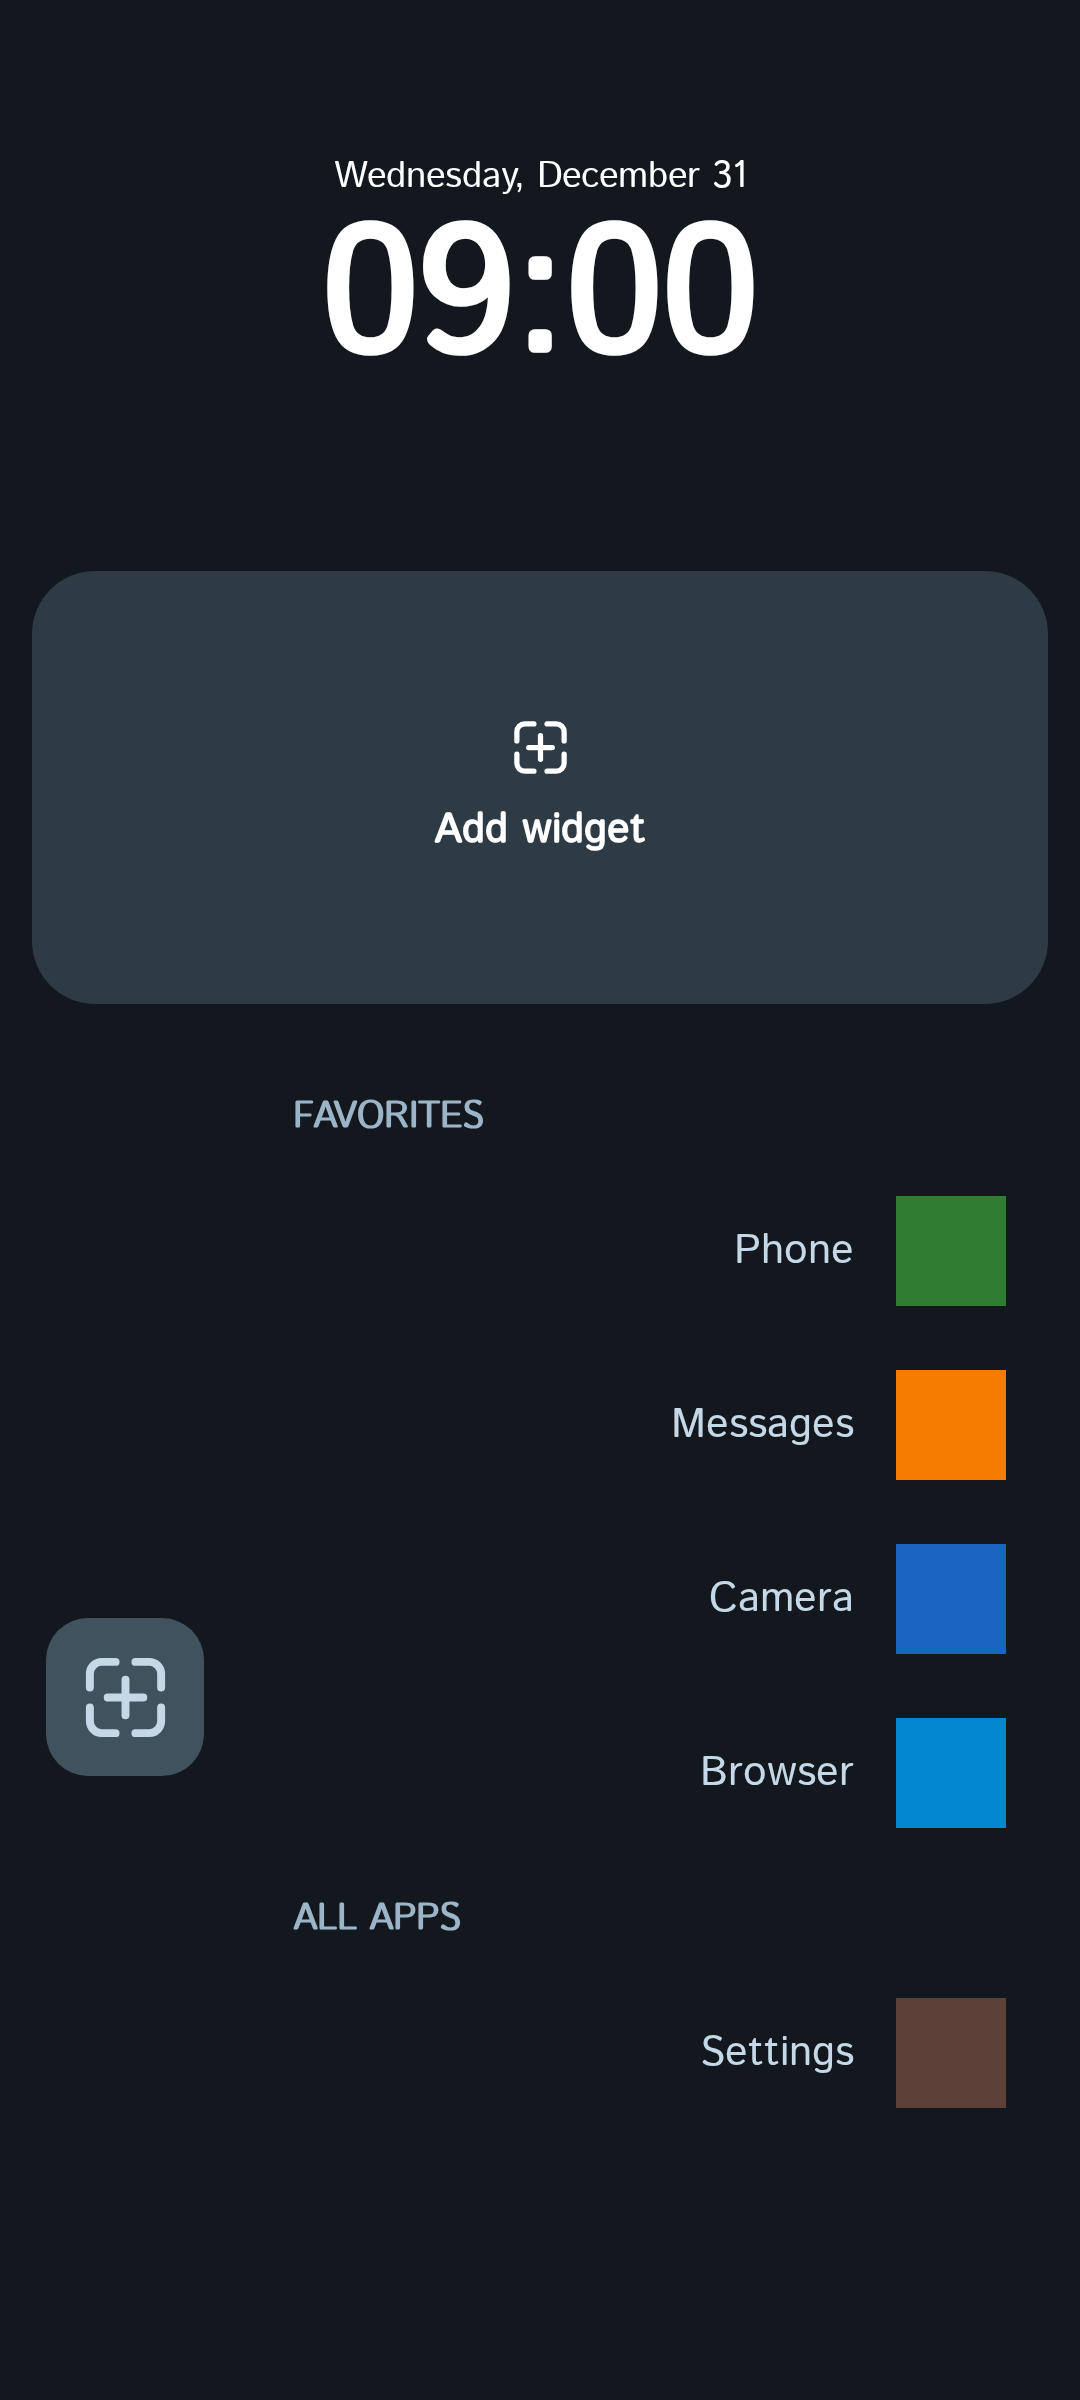 Wednesday, December 31
09:00
Add widget
FAVORITES
Phone
Messages
Camera
Browser
ALL APPS
Settings